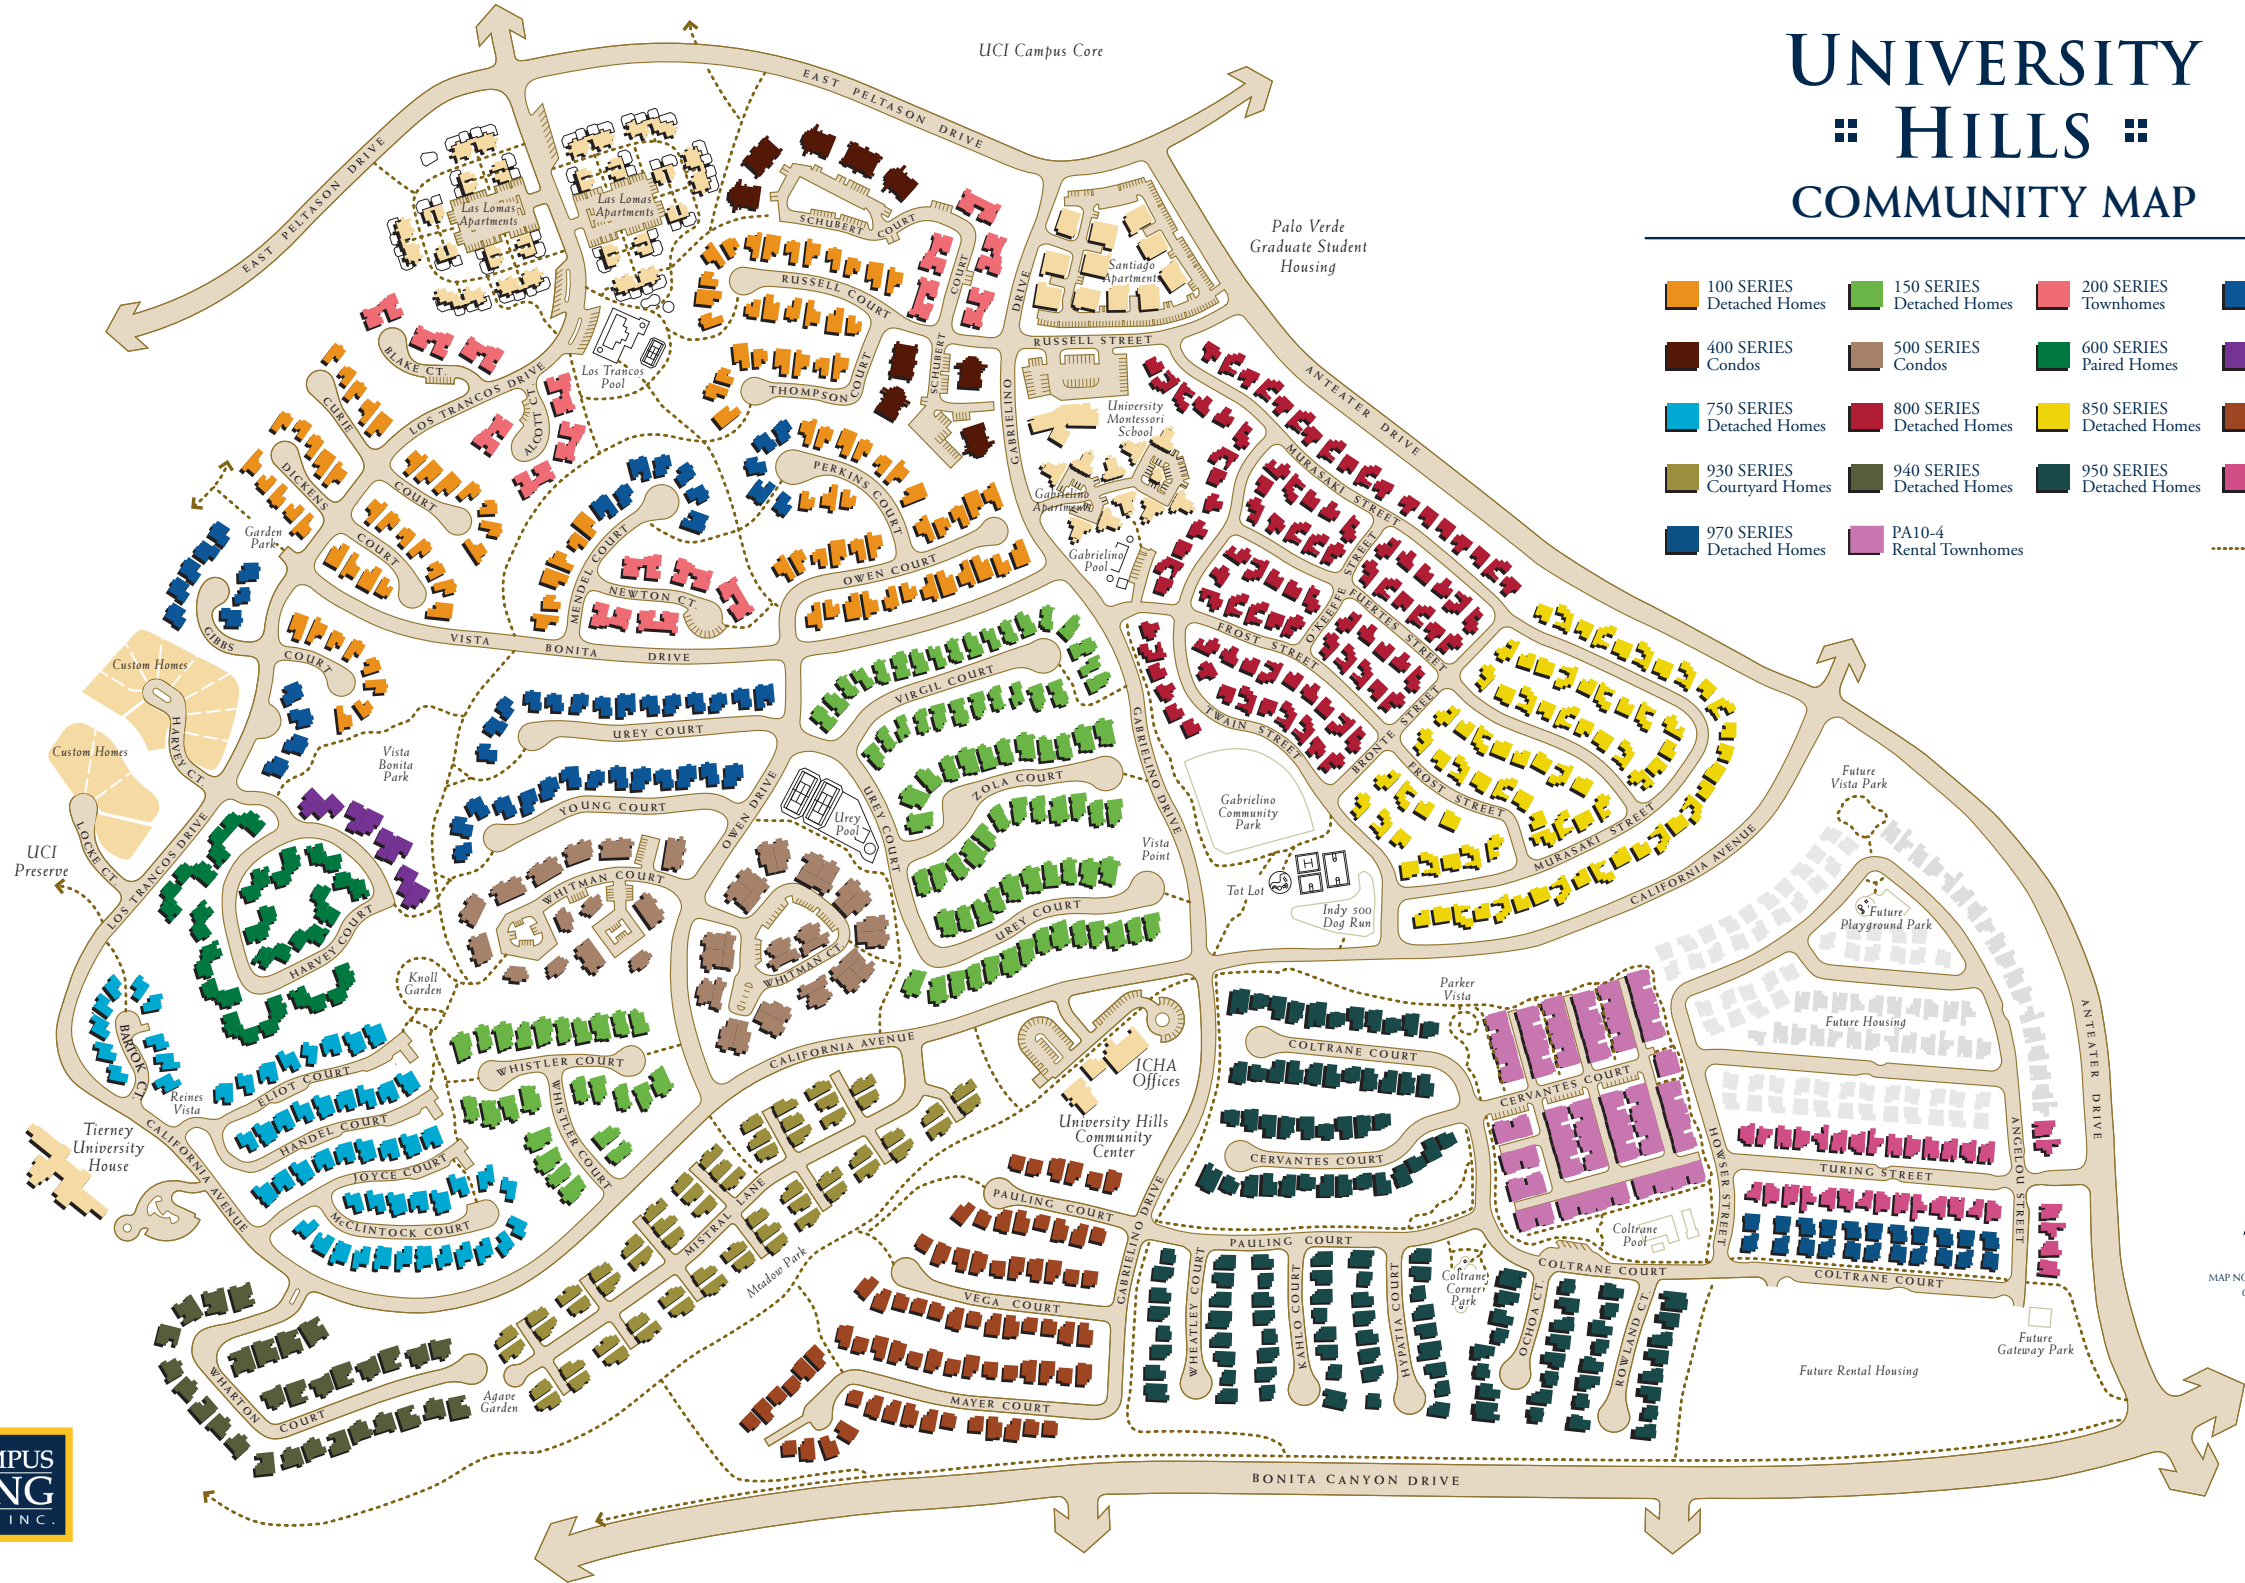 UNIVERSITY
HILLS
COMMUNITY MAP
100 SERIES
Detached Homes
150 SERIES
Detached Homes
200 SERIES
Townhomes
400 SERIES
Condos
500 SERIES
Condos
600 SERIES
Paired Homes
750 SERIES
Detached Homes
800 SERIES
Detached Homes
850 SERIES
Detached Homes
930 SERIES
Courtyard Homes
940 SERIES
Detached Homes
950 SERIES
Detached Homes
970 SERIES
Detached Homes
PA10-4
Rental Townhomes
UCI Campus Core
EAST PELTASON DRIVE
EAST PELTASON DRIVE
Las Lomas
Apartments
Las Lomas
Apartments
SCHUBERT COURT
COURT
SCHUBERT
DRIVE
Santiago
Apartments
Palo Verde
Graduate Student
Housing
RUSSELL COURT
RUSSELL STREET
BLAKE CT.
LOS TRANCOS DRIVE
Los Trancos
Pool
THOMPSON
COURT
GABRIELINO
ANTEATER DRIVE
University
Montessori
School
CURIE
COURT
ALCOTT CT.
DICKENS
COURT
PERKINS COURT
MURASAKI STREET
Gabrielino
Apartments
Garden
Park
MENDEL COURT
NEWTON CT.
OWEN COURT
Gabrielino
Pool
STREET
O'KEEFFE
FUERTES STREET
FROST STREET
GIBBS
COURT
VISTA BONITA DRIVE
Custom Homes
HARVEY CT.
Custom Homes
VIRGIL COURT
TWAIN STREET
BRONTE STREET
UREY COURT
Vista
Bonita
Park
GABRIELINO DRIVE
FROST STREET
ZOLA COURT
YOUNG COURT
OWEN DRIVE
Urey
Pool
UREY COURT
Gabrielino
Community
Park
Future
Vista Park
MURASAKI STREET
CALIFORNIA AVENUE
LOCKE CT.
LOS TRANCOS DRIVE
UCI
Preserve
Vista
Point
Tot Lot
Indy 500
Dog Run
WHITMAN COURT
HARVEY COURT
UREY COURT
WHITMAN CT.
Future
Playground Park
Knoll
Garden
Parker
Vista
Future Housing
ANTEATER DRIVE
BARTOK CT.
CALIFORNIA AVENUE
COLTRANE COURT
ICHA
Offices
WHISTLER COURT
WHISTLER COURT
ELIOT COURT
Reines
Vista
CERVANTES COURT
HANDEL COURT
Tierney
University
House
CALIFORNIA AVENUE
University Hills
Community
Center
CERVANTES COURT
JOYCE COURT
HOWSER STREET
ANGELOU STREET
TURING STREET
MISTRAL LANE
PAULING COURT
MCCLINTOCK COURT
GABRIELINO DRIVE
PAULING COURT
Coltrane
Pool
Meadow Park
COLTRANE COURT
COLTRANE COURT
Coltrane
Corner
Park
VEGA COURT
WHEATLEY COURT
KAHLO COURT
HYPATIA COURT
OCHOA CT.
ROWLAND CT.
MAP NO
Future
Gateway Park
Future Rental Housing
WHARTON
COURT
Agave
Garden
MAYER COURT
BONITA CANYON DRIVE
MPUS
NG
INC.